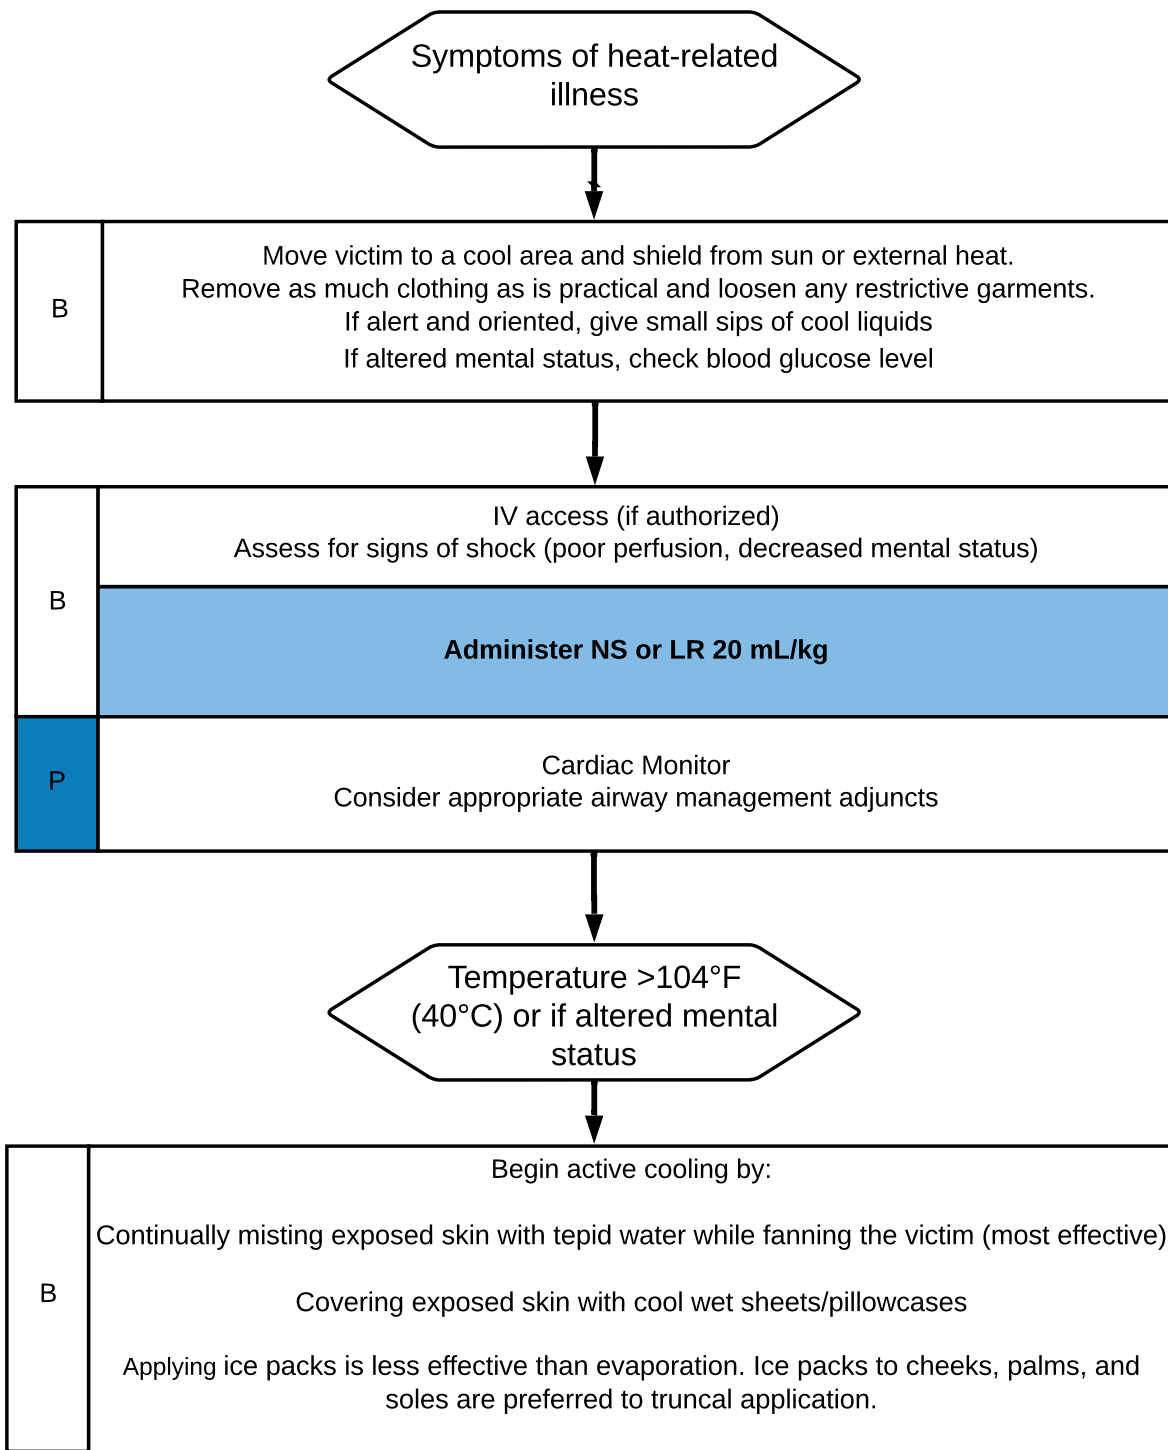 Symptoms of heat-related
illness
B
Move victim to a cool area and shield from sun or external heat.
Remove as much clothing as is practical and loosen any restrictive garments.
If alert and oriented, give small sips of cool liquids
If altered mental status, check blood glucose level
B
IV access (if authorized)
Assess for signs of shock (poor perfusion, decreased mental status)
Administer NS or LR 20 mL/kg
P
Cardiac Monitor
Consider appropriate airway management adjuncts
Temperature >104°F
(40°C) or if altered mental
status
B
Begin active cooling by:
Continually misting exposed skin with tepid water while fanning the victim (most effective)
Covering exposed skin with cool wet sheets/pillowcases
Applying ice packs is less effective than evaporation. Ice packs to cheeks, palms, and
soles are preferred to truncal application.